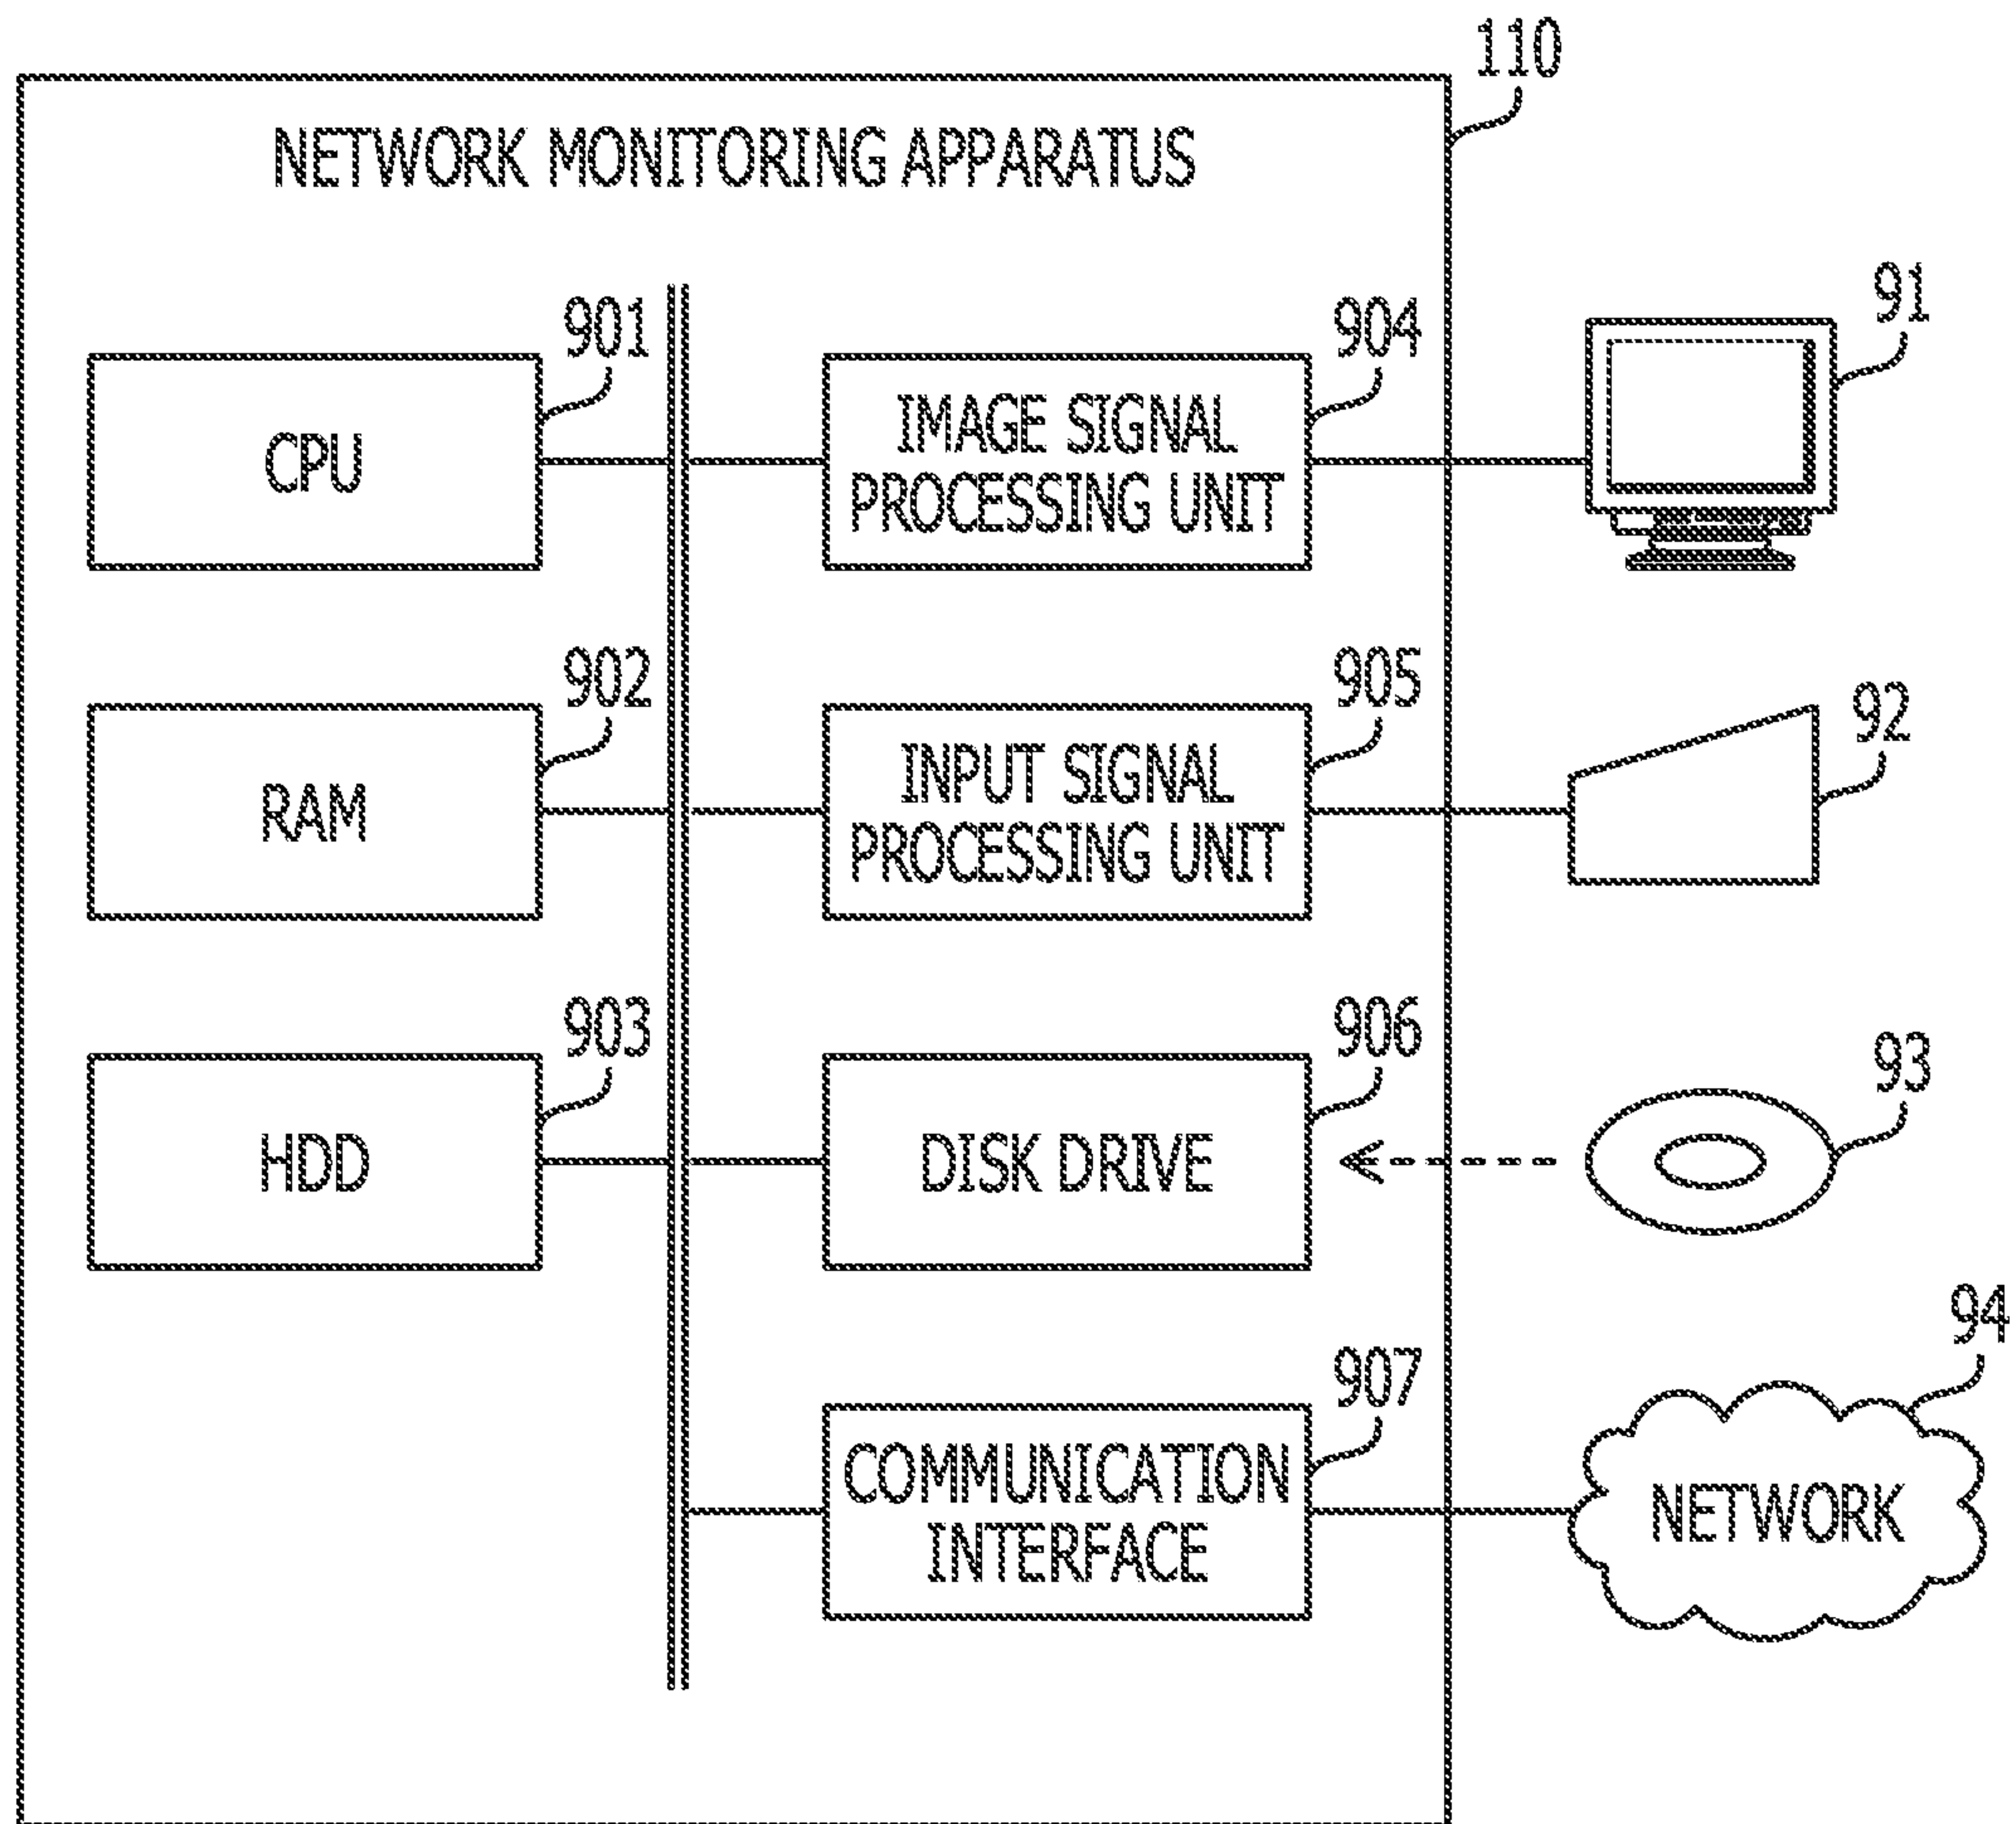 110
NETWORK MONITORING APPARATUS
901
CPU
904
IMAGE SIGNAL
PROCESSING UNIT
91
902
RAM
905
INPUT SIGNAL
PROCESSING UNIT
92
903
HDD
906
DISK DRIVE
93
907
COMMUNICATION
INTERFACE
94
NETWORK